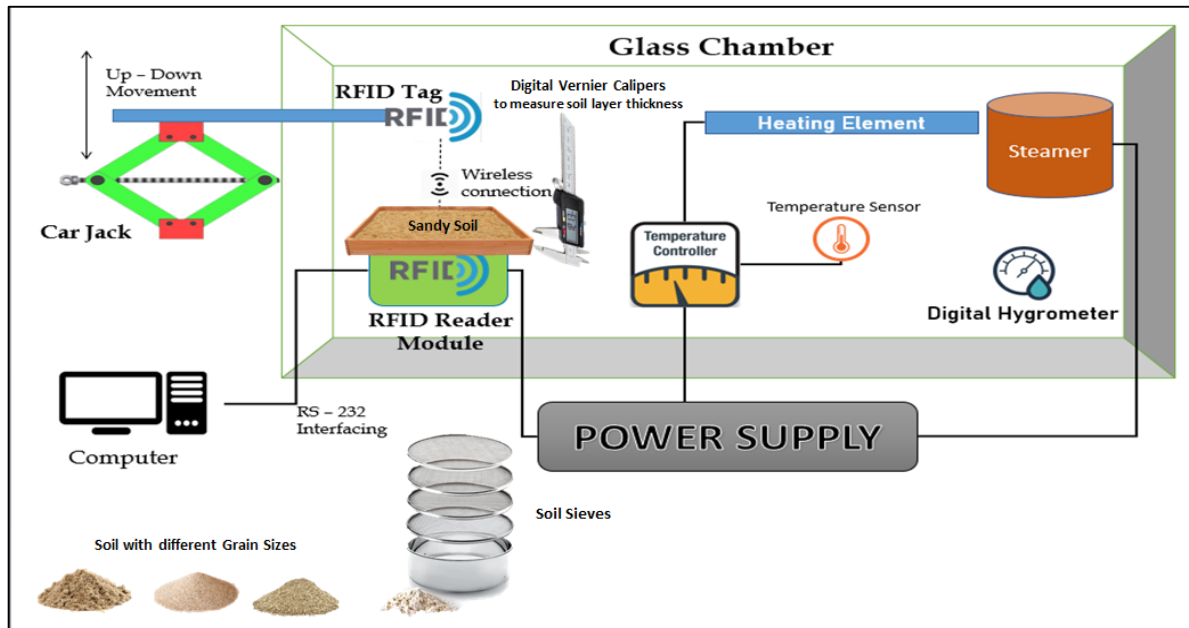 Glass Chamber
Up – Down
Movement
RFID Tag
RFID
Digital Vernier Calipers
to measure soil layer thickness
Heating Element
Steamer
Wireless
connection
Car Jack
Sandy Soil
Temperature Sensor
Temperature
Controller
RFID
Digital Hygrometer
RFID Reader
Module
RS – 232
Interfacing
Computer
POWER SUPPLY
Soil Sieves
Soil with different Grain Sizes